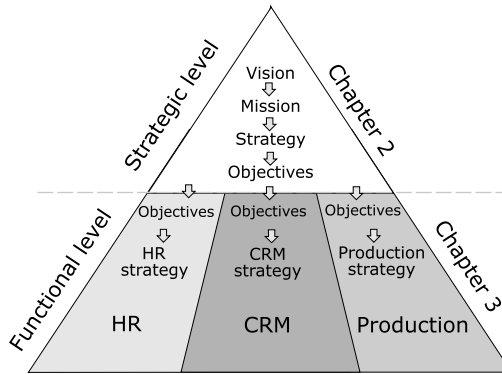 Strategic level
Chapter 2
Vision
Mission
Strategy
Objectives
Functional level
Chapter 3
Objectives
HR
strategy
HR
Objectives
CRM
strategy
CRM
Objectives
Production
strategy
Production